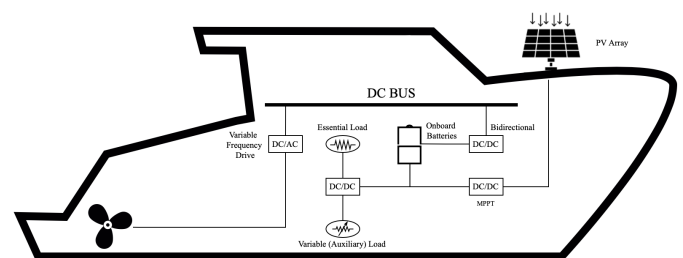 PV Array
DC BUS
Variable
Frequency
Drive
DC/AC
Essential Load
Onboard
Batteries
Bidirectional
DC/DC
DC/DC
DC/DC
MPPT
Variable (Auxiliary) Load